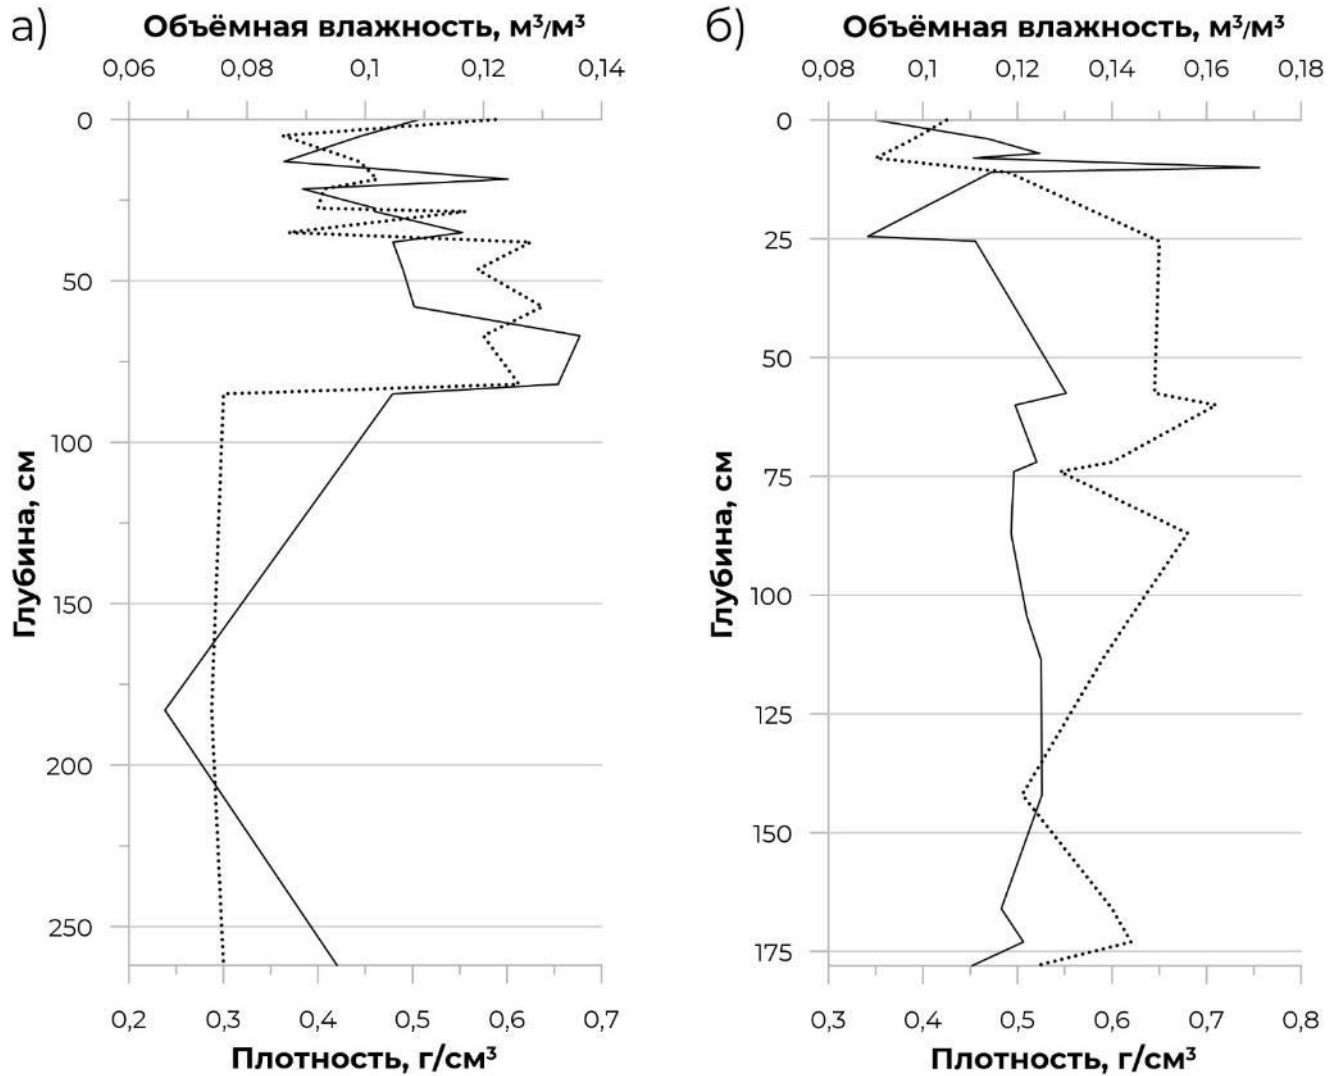 а)
Объёмная влажность, м³/м³
0,06 0,08 0,1 0,12 0,14
0
50
100
150
200
250
Глубина, см
0,2 0,3 0,4 0,5 0,6 0,7
Плотность, г/см³
б)
Объёмная влажность, м³/м³
0,08 0,1 0,12 0,14 0,16 0,18
0
25
50
75
100
125
150
175
Глубина, см
0,3 0,4 0,5 0,6 0,7 0,8
Плотность, г/см³